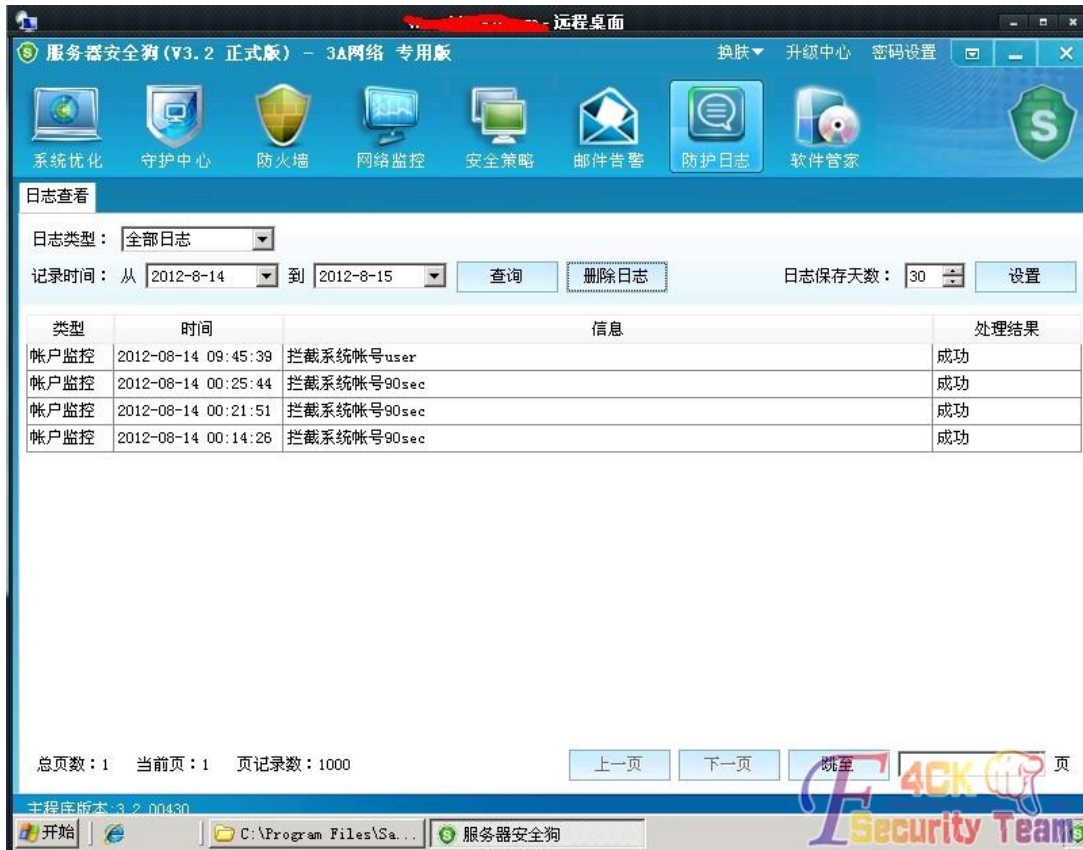 远程桌面
服务器安全狗(V3.2 正式版) - 3A网络 专用版 换肤 升级中心 密码设置
系统优化 守护中心 防火墙 网络监控 安全策略 邮件告警 防护日志 软件管家
S
日志查看
日志类型： 全部日志
记录时间： 从 2012-8-14 到 2012-8-15 查询 删除日志 日志保存天数： 30 设置
类型 时间 信息 处理结果
帐户监控 2012-08-14 09:45:39 拦截系统帐号user 成功
帐户监控 2012-08-14 00:25:44 拦截系统帐号90sec 成功
帐户监控 2012-08-14 00:21:51 拦截系统帐号90sec 成功
帐户监控 2012-08-14 00:14:26 拦截系统帐号90sec 成功
总页数：1 当前页：1 页记录数：1000 上一页 下一页 跳至 页
主程序版本:3.2.00430
开始 C:\Program Files\Sa... 服务器安全狗
F4CK
Security Team